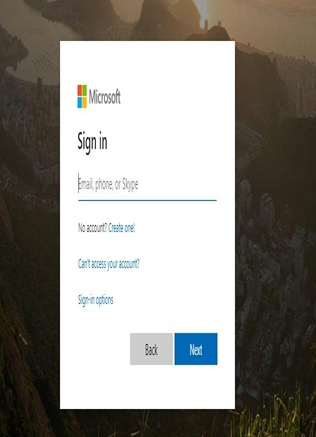 Microsoft
Sign in
Email, phone, or Skype
No account? Create one!
Can't access your account?
Sign-in options
Back
Next